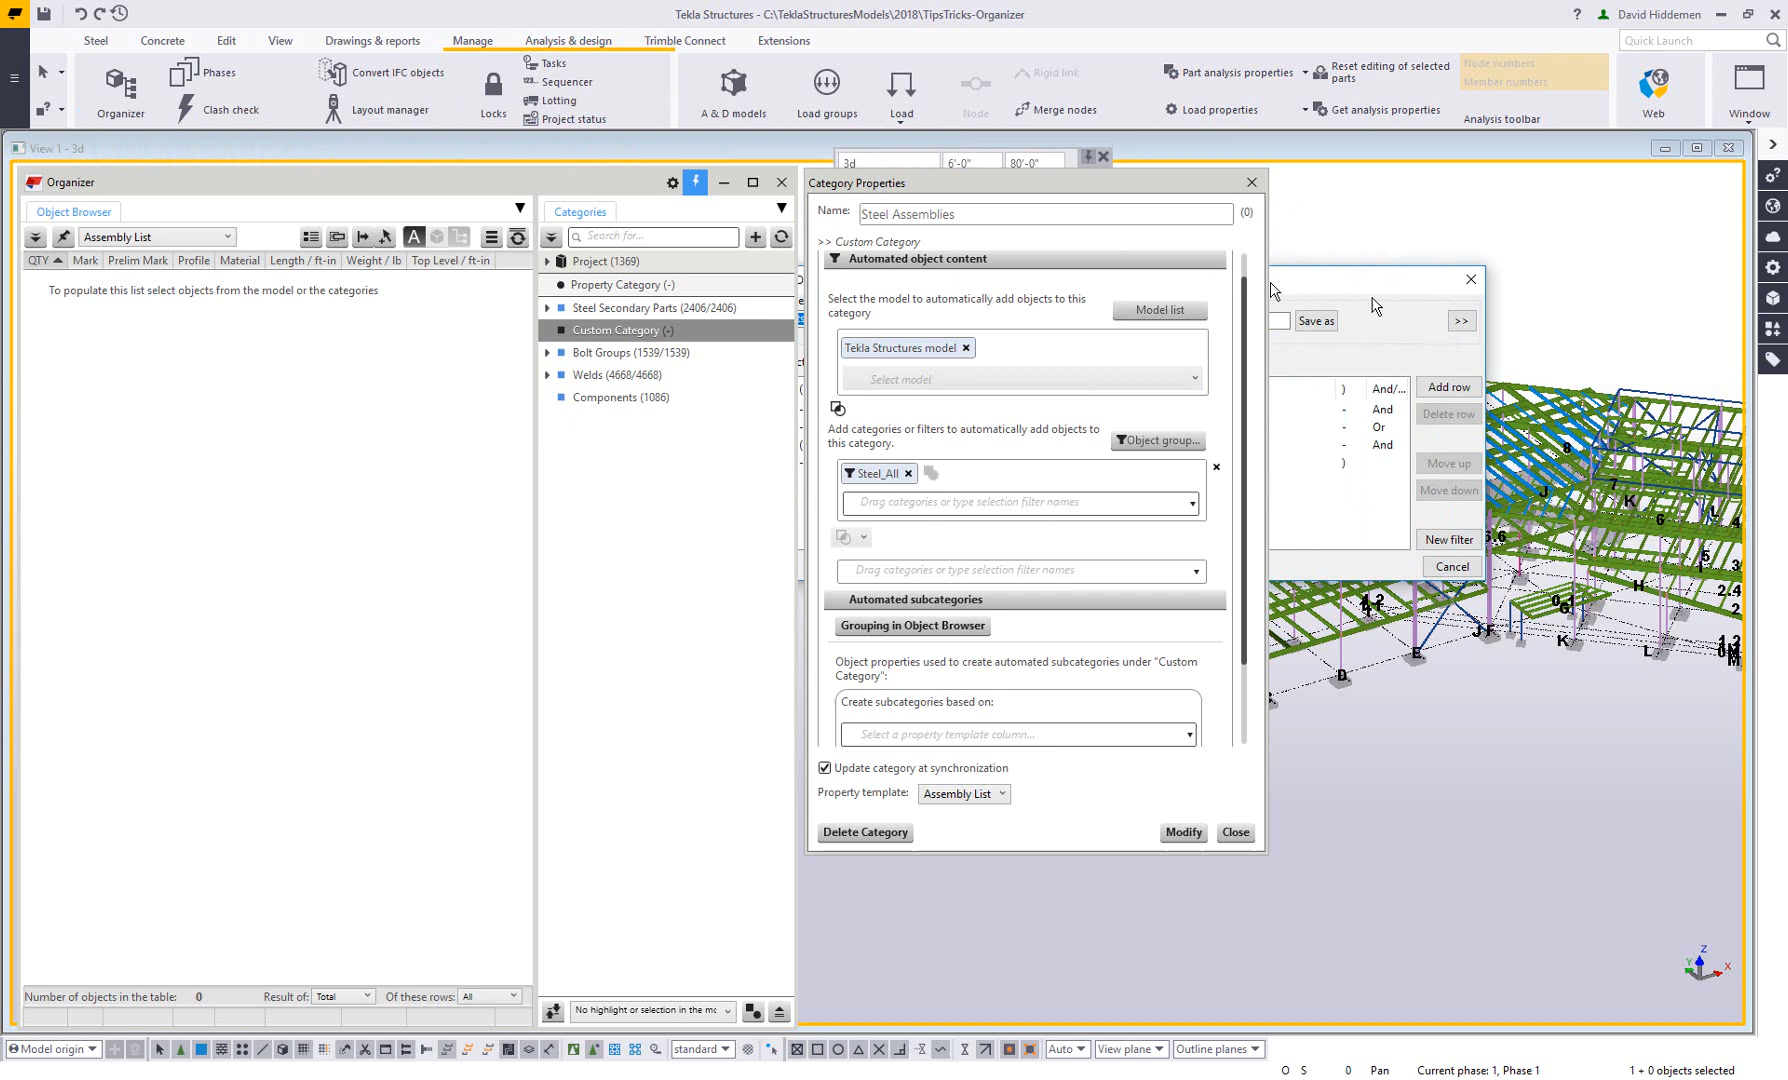 Tekla Structures - C:\TeklaStructuresModels\2018\TipsTricks-Organizer
? David Hiddemen
Steel Concrete Edit View Drawings & reports Manage Analysis & design Trimble Connect Extensions
Quick Launch
Organizer
Phases
Clash check
Convert IFC objects
Layout manager
Locks
Tasks
Sequencer
Lotting
Project status
A & D models
Load groups
Load
Node
Rigid link
Merge nodes
Part analysis properties
Load properties
Reset editing of selected
parts
Get analysis properties
Node numbers
Member numbers
Analysis toolbar
Web
Window
View 1 - 3d
3d 6'-0" 80'-0"
Organizer
Object Browser
Assembly List
QTY Mark Prelim Mark Profile Material Length / ft-in Weight / lb Top Level / ft-in
To populate this list select objects from the model or the categories
Number of objects in the table: 0 Result of: Total Of these rows: All
Categories
Search for...
Project (1369)
Property Category (-)
Steel Secondary Parts (2406/2406)
Custom Category (-)
Bolt Groups (1539/1539)
Welds (4668/4668)
Components (1086)
No highlight or selection in the mc
Category Properties
Name: Steel Assemblies (0)
>> Custom Category
Automated object content
Select the model to automatically add objects to this
category
Model list
Tekla Structures model
Select model
Add categories or filters to automatically add objects to
this category.
Object group...
Steel_All
Drag categories or type selection filter names
Drag categories or type selection filter names
Automated subcategories
Grouping in Object Browser
Object properties used to create automated subcategories under "Custom
Category":
Create subcategories based on:
Select a property template column...
Update category at synchronization
Property template: Assembly List
Delete Category Modify Close
Save as >>
) And/...
- And
- Or
- And
)
Add row
Delete row
Move up
Move down
New filter
Cancel
8
7
J
K
L
6
4
5
3
H
2.4
2
D
E
J F
G
K
L
M
Z
Y
X
Model origin
standard
Auto
View plane
Outline planes
O S 0 Pan Current phase: 1, Phase 1 1 + 0 objects selected